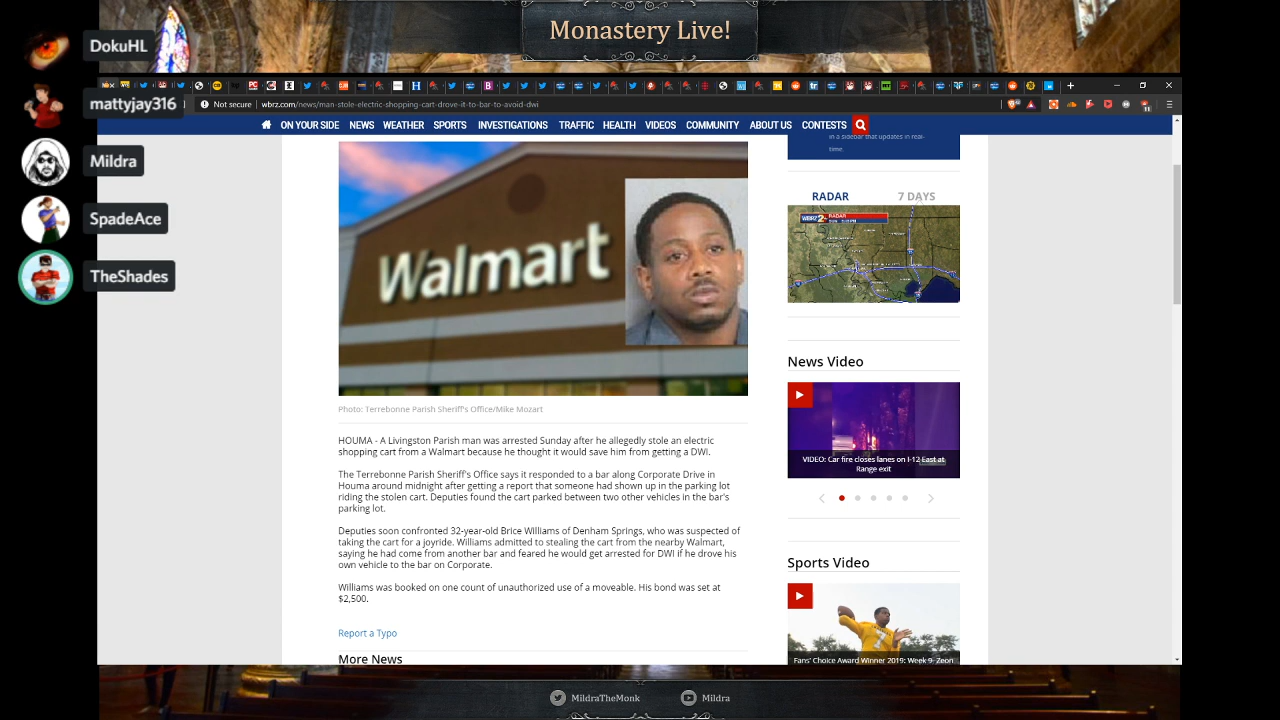 Monastery Live!
DokuHL
mattyjay316
Mildra
SpadeAce
TheShades
Not secure
wbrz.com/news/man-stole-electric-shopping-cart-drove-it-to-bar-to-avoid-dwi
ON YOUR SIDE NEWS WEATHER SPORTS INVESTIGATIONS TRAFFIC HEALTH VIDEOS COMMUNITY ABOUT US CONTESTS
Walmart
Photo: Terrebonne Parish Sheriff's Office/Mike Mozart
HOUMA - A Livingston Parish man was arrested Sunday after he allegedly stole an electric
shopping cart from a Walmart because he thought it would save him from getting a DWI.
The Terrebonne Parish Sheriff's Office says it responded to a bar along Corporate Drive in
Houma around midnight after getting a report that someone had shown up in the parking lot
riding the stolen cart. Deputies found the cart parked between two other vehicles in the bar's
parking lot.
Deputies soon confronted 32-year-old Brice Williams of Denham Springs, who was suspected of
taking the cart for a joyride. Williams admitted to stealing the cart from the nearby Walmart,
saying he had come from another bar and feared he would get arrested for DWI if he drove his
own vehicle to the bar on Corporate.
Williams was booked on one count of unauthorized use of a moveable. His bond was set at
$2,500.
Report a Typo
More News
in a sidebar that updates in real-
time.
RADAR 7 DAYS
WBRZ 2 RADAR
News Video
VIDEO: Car fire closes lanes on I-12 East at
Range exit
Sports Video
Fans' Choice Award Winner 2019: Week 9- Zeon
MildraTheMonk Mildra